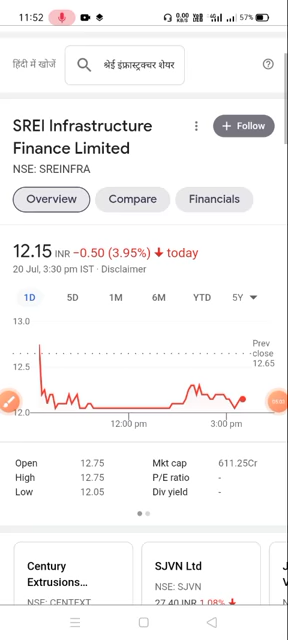 11:52
0.00 KB/S
4G
57%
हिंदी में खोजें
श्रेई इंफ्रास्ट्रक्चर शेयर
SREI Infrastructure
Finance Limited
+ Follow
NSE: SREINFRA
Overview
Compare
Financials
12.15 INR −0.50 (3.95%) today
20 Jul, 3:30 pm IST · Disclaimer
1D 5D 1M 6M YTD 5Y
13.0
Prev
close
12.65
12.5
12.0
12:00 pm 3:00 pm
Open 12.75 Mkt cap 611.25Cr
High 12.75 P/E ratio -
Low 12.05 Div yield -
Century
Extrusions...
NSE: CENTEXT
SJVN Ltd
NSE: SJVN
27.40 INR 1.08%